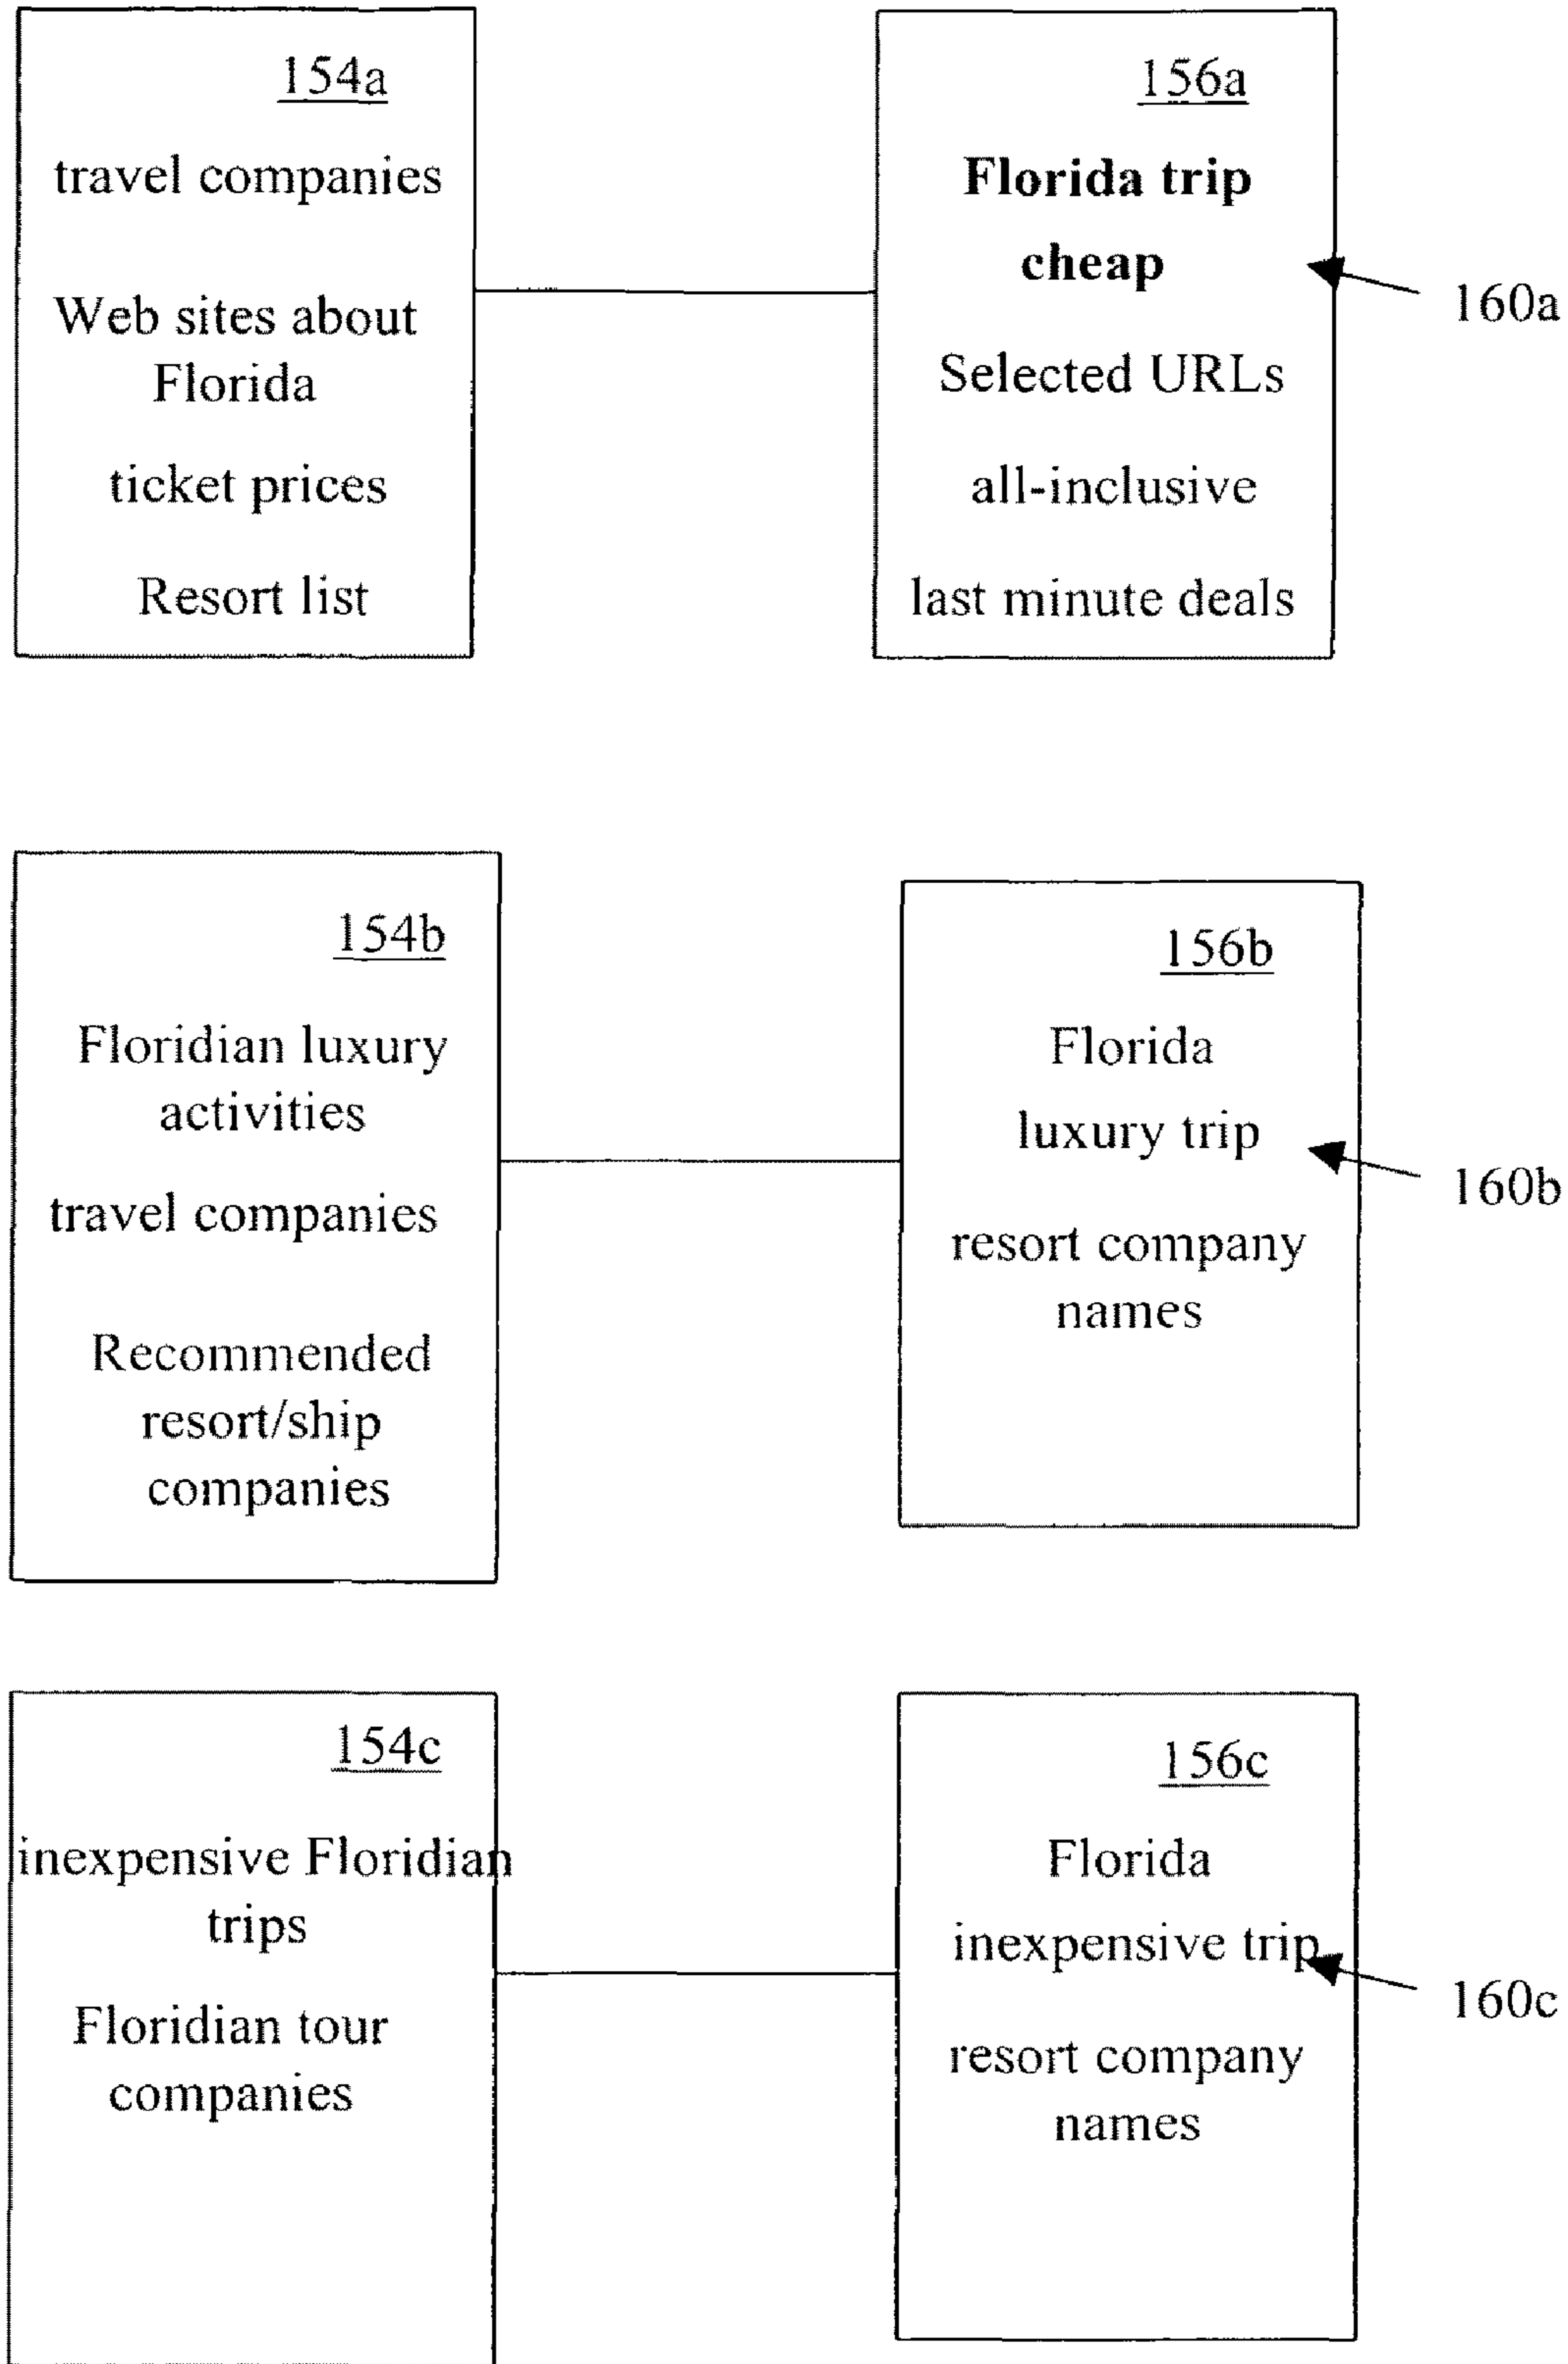 154a
travel companies
Web sites about
Florida
ticket prices
Resort list
156a
Florida trip
cheap
Selected URLs
all-inclusive
last minute deals
160a
154b
Floridian luxury
activities
travel companies
Recommended
resort/ship
companies
156b
Florida
luxury trip
resort company
names
160b
154c
inexpensive Floridian
trips
Floridian tour
companies
156c
Florida
inexpensive trip
resort company
names
160c